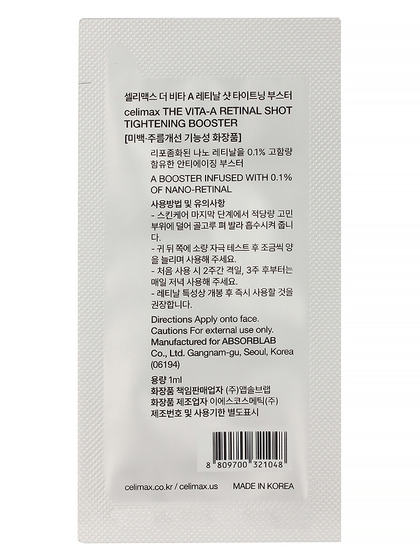 셀리맥스 더 비타 A 레티날 샷 타이트닝 부스터
celimax THE VITA-A RETINAL SHOT
TIGHTENING BOOSTER
[미백·주름개선 기능성 화장품]
리포좀화된 나노 레티날을 0.1% 고함량
함유한 안티에이징 부스터
A BOOSTER INFUSED WITH 0.1%
OF NANO-RETINAL
사용방법 및 유의사항
- 스킨케어 마지막 단계에서 적당량 고민
부위에 덜어 골고루 펴 발라 흡수시켜 줍니
다.
- 귀 뒤 쪽에 소량 자극 테스트 후 조금씩 양
을 늘리며 사용해 주세요.
- 처음 사용 시 2주간 격일, 3주 후부터는
매일 저녁 사용해 주세요.
- 레티날 특성상 개봉 후 즉시 사용할 것을
권장합니다.
Directions Apply onto face.
Cautions For external use only.
Manufactured for ABSORBLAB
Co., Ltd. Gangnam-gu, Seoul, Korea
(06194)
용량 1ml
화장품 책임판매업자 (주)앱솔브랩
화장품 제조업자 이에스코스메틱(주)
제조번호 및 사용기한 별도표시
8 809700 321048
celimax.co.kr / celimax.us MADE IN KOREA